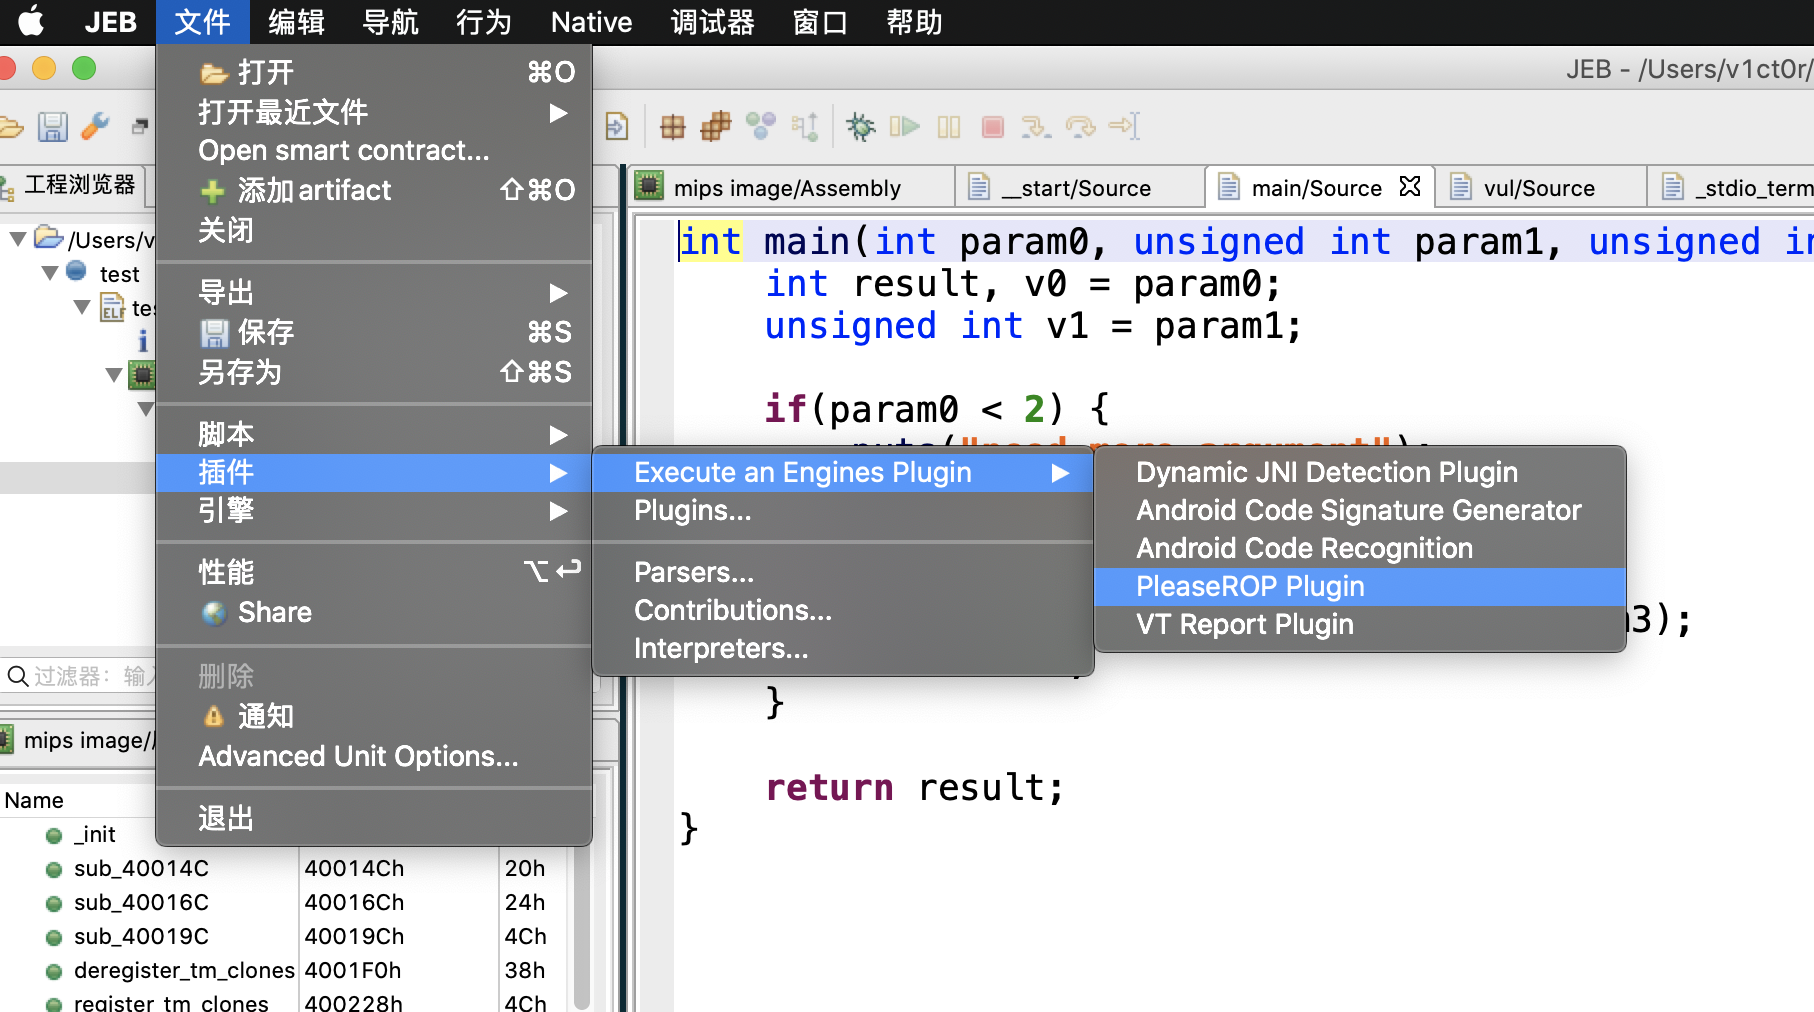 JEB 文件 编辑 导航 行为 Native 调试器 窗口 帮助
JEB - /Users/v1ct0r/
打开 ⌘O
打开最近文件 ▶
Open smart contract...
添加artifact ⇧⌘O
关闭
导出 ▶
保存 ⌘S
另存为 ⇧⌘S
脚本 ▶
插件 ▶
引擎 ▶
性能 ⌥↩
Share
删除
通知
Advanced Unit Options...
退出
Execute an Engines Plugin ▶
Plugins...
Parsers...
Contributions...
Interpreters...
Dynamic JNI Detection Plugin
Android Code Signature Generator
Android Code Recognition
PleaseROP Plugin
VT Report Plugin
工程浏览器
/Users/v
test
ELF
过滤器：输入
mips image/
Name
_init
sub_40014C 40014Ch 20h
sub_40016C 40016Ch 24h
sub_40019C 40019Ch 4Ch
deregister_tm_clones 4001F0h 38h
register_tm_clones 400228h 4Ch
mips image/Assembly __start/Source main/Source vul/Source _stdio_term
int main(int param0, unsigned int param1, unsigned in
int result, v0 = param0;
unsigned int v1 = param1;
if(param0 < 2) {
puts("need more argument");
3);
}
return result;
}